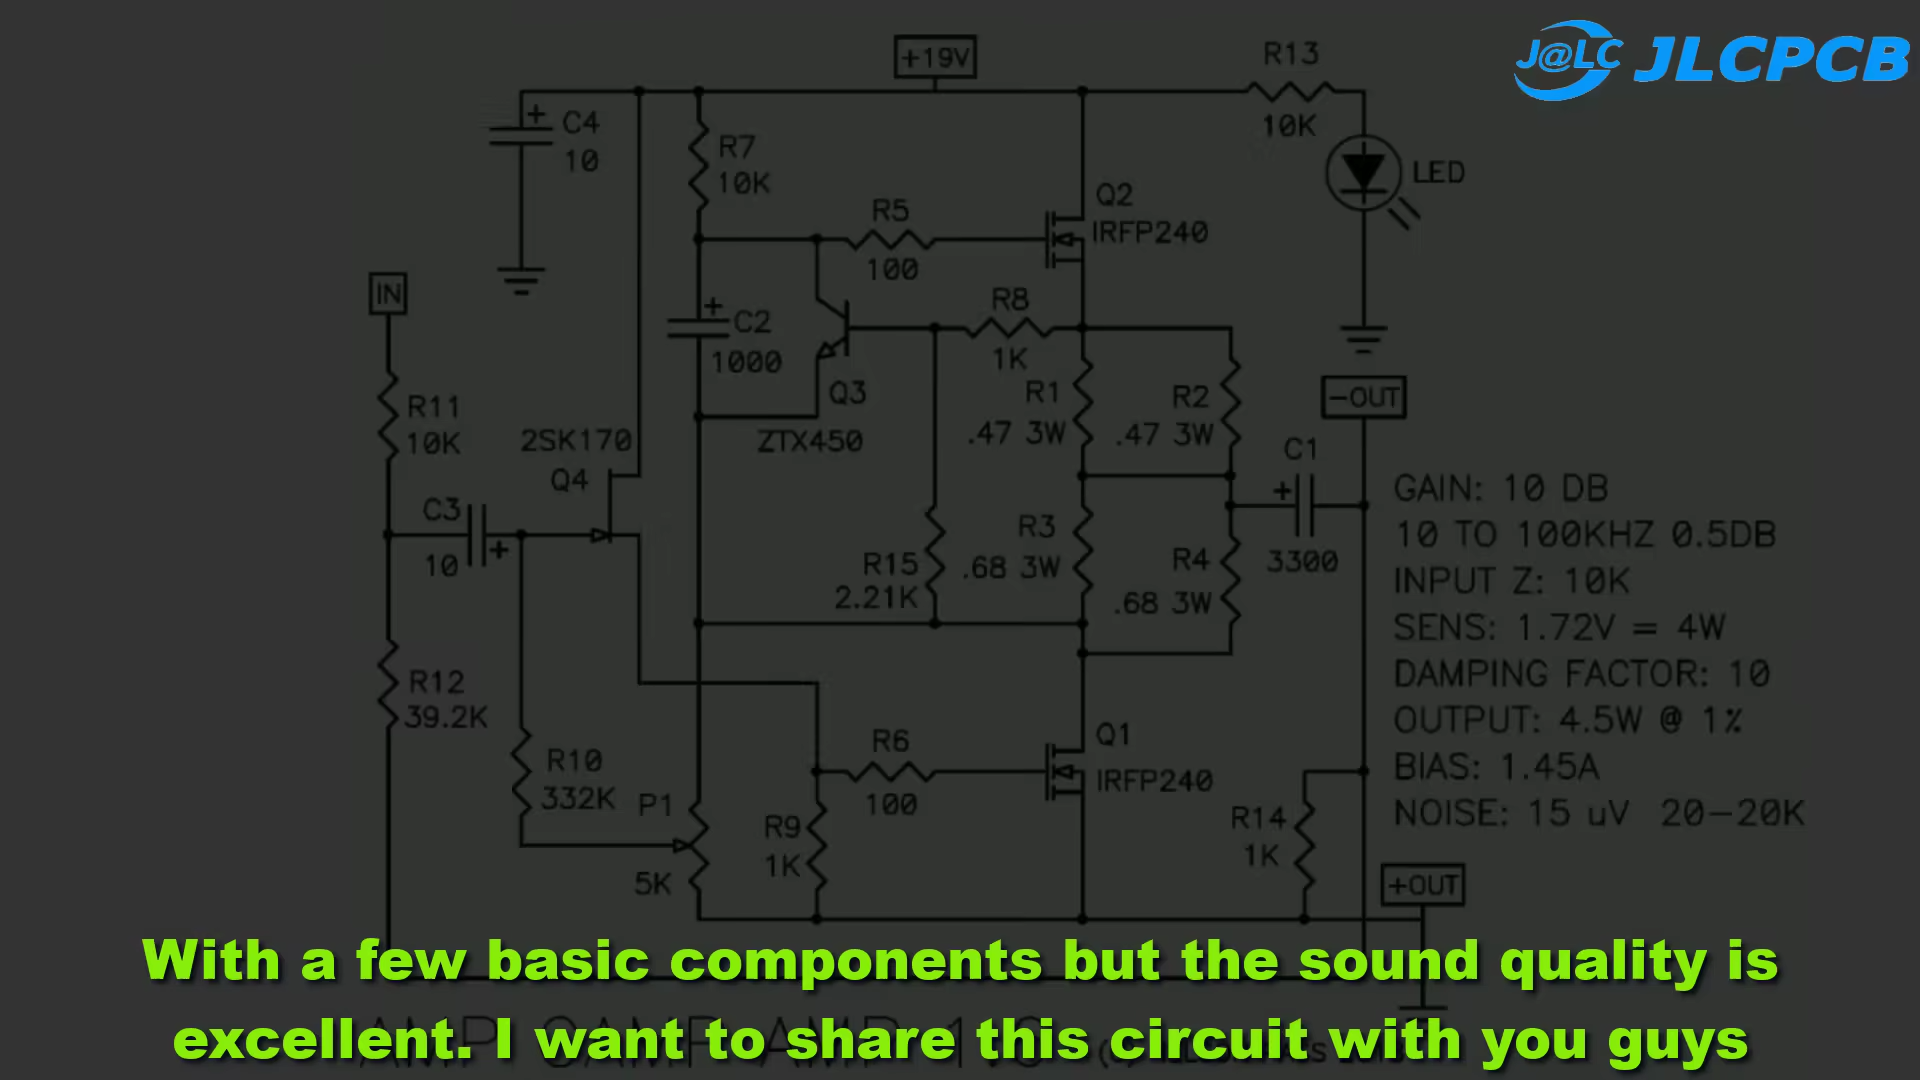 +19V
R13
J@LC JLCPCB
10K
C4
10
R7
10K
LED
Q2
IRFP240
R5
100
IN
R8
1K
C2
1000
Q3
ZTX450
R1
.47 3W
R2
.47 3W
-OUT
R11
10K
2SK170
Q4
C1
3300
C3
10
R3
.68 3W
R15
2.21K
R4
.68 3W
GAIN: 10 DB
10 TO 100KHZ 0.5DB
INPUT Z: 10K
SENS: 1.72V = 4W
DAMPING FACTOR: 10
OUTPUT: 4.5W @ 1%
BIAS: 1.45A
NOISE: 15 uV 20-20K
R12
39.2K
R10
332K
P1
5K
R9
1K
R6
100
Q1
IRFP240
R14
1K
+OUT
With a few basic components but the sound quality is
excellent. I want to share this circuit with you guys